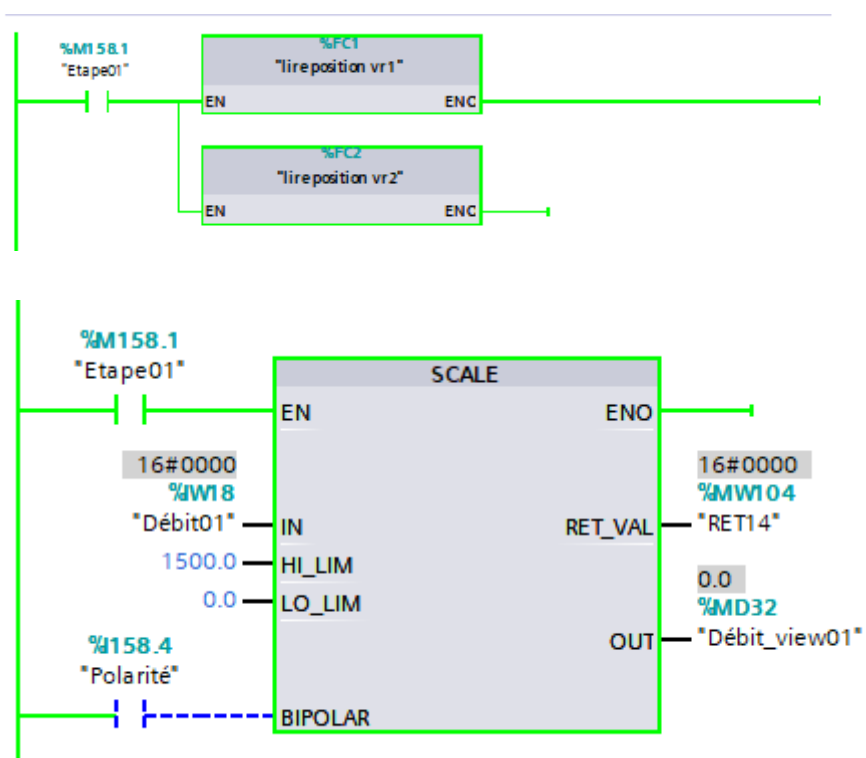 %M158.1
"Etape01"
%FC1
"lireposition vr1"
EN ENO
%FC2
"lireposition vr2"
EN ENO
%M158.1
"Etape01"
SCALE
EN ENO
16#0000
%IW18
"Débit01"
IN
1500.0
HI_LIM
0.0
LO_LIM
%I158.4
"Polarité"
BIPOLAR
16#0000
%MW104
RET_VAL
"RET14"
0.0
%MD32
OUT
"Débit_view01"